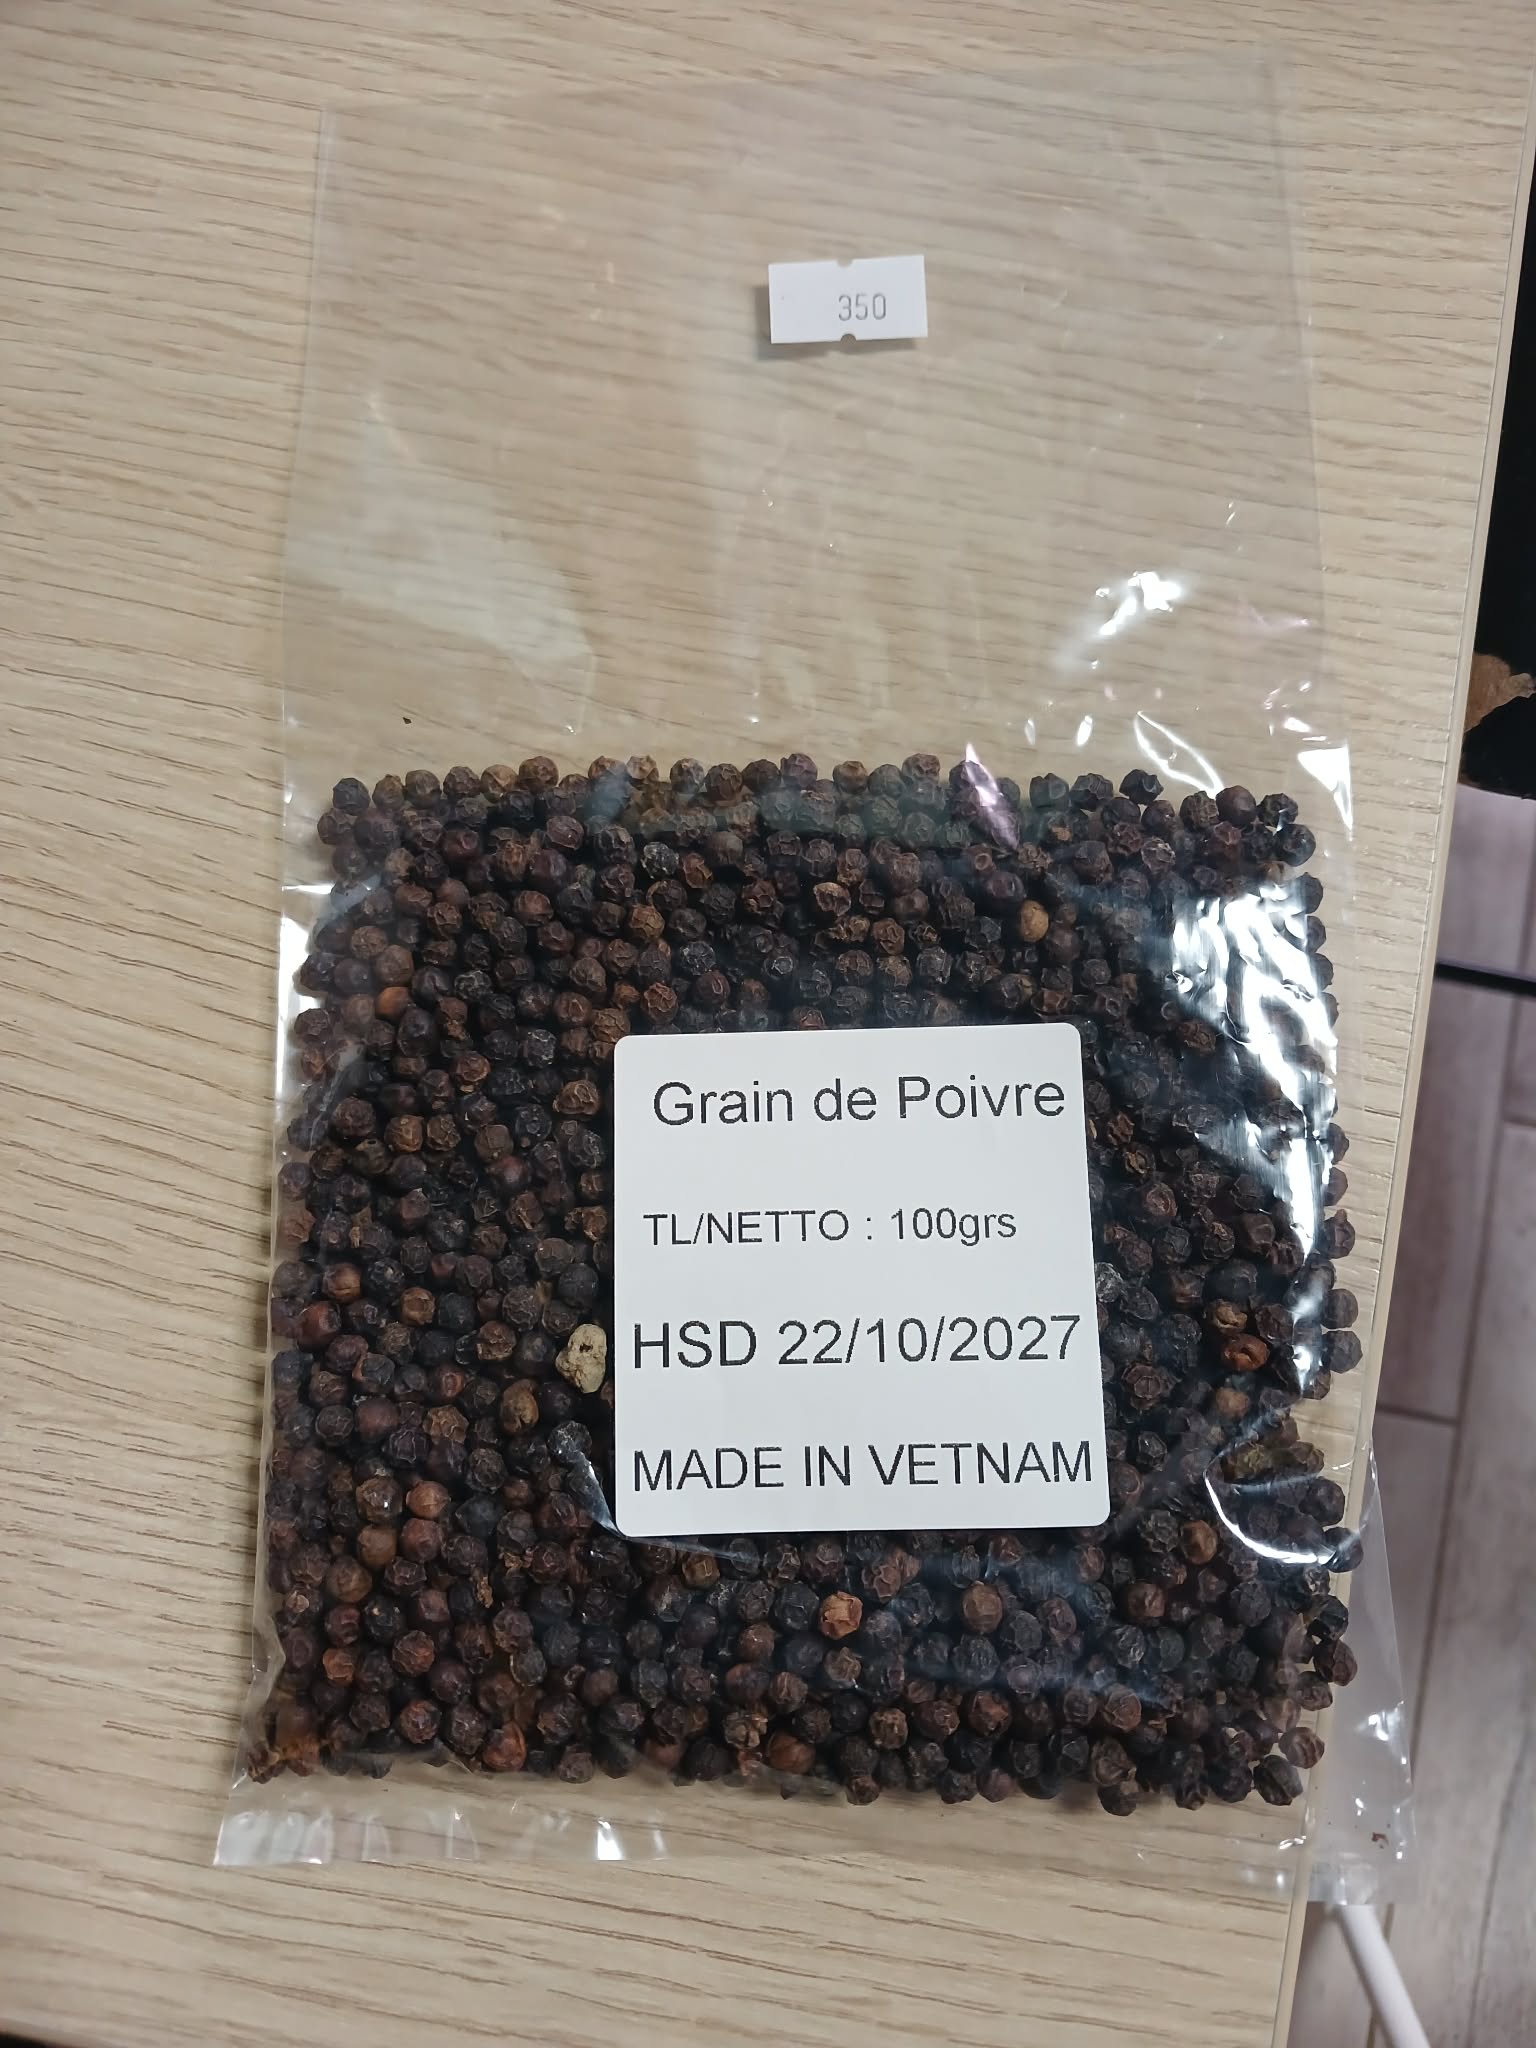 350
Grain de Poivre
TL/NETTO : 100grs
HSD 22/10/2027
MADE IN VETNAM